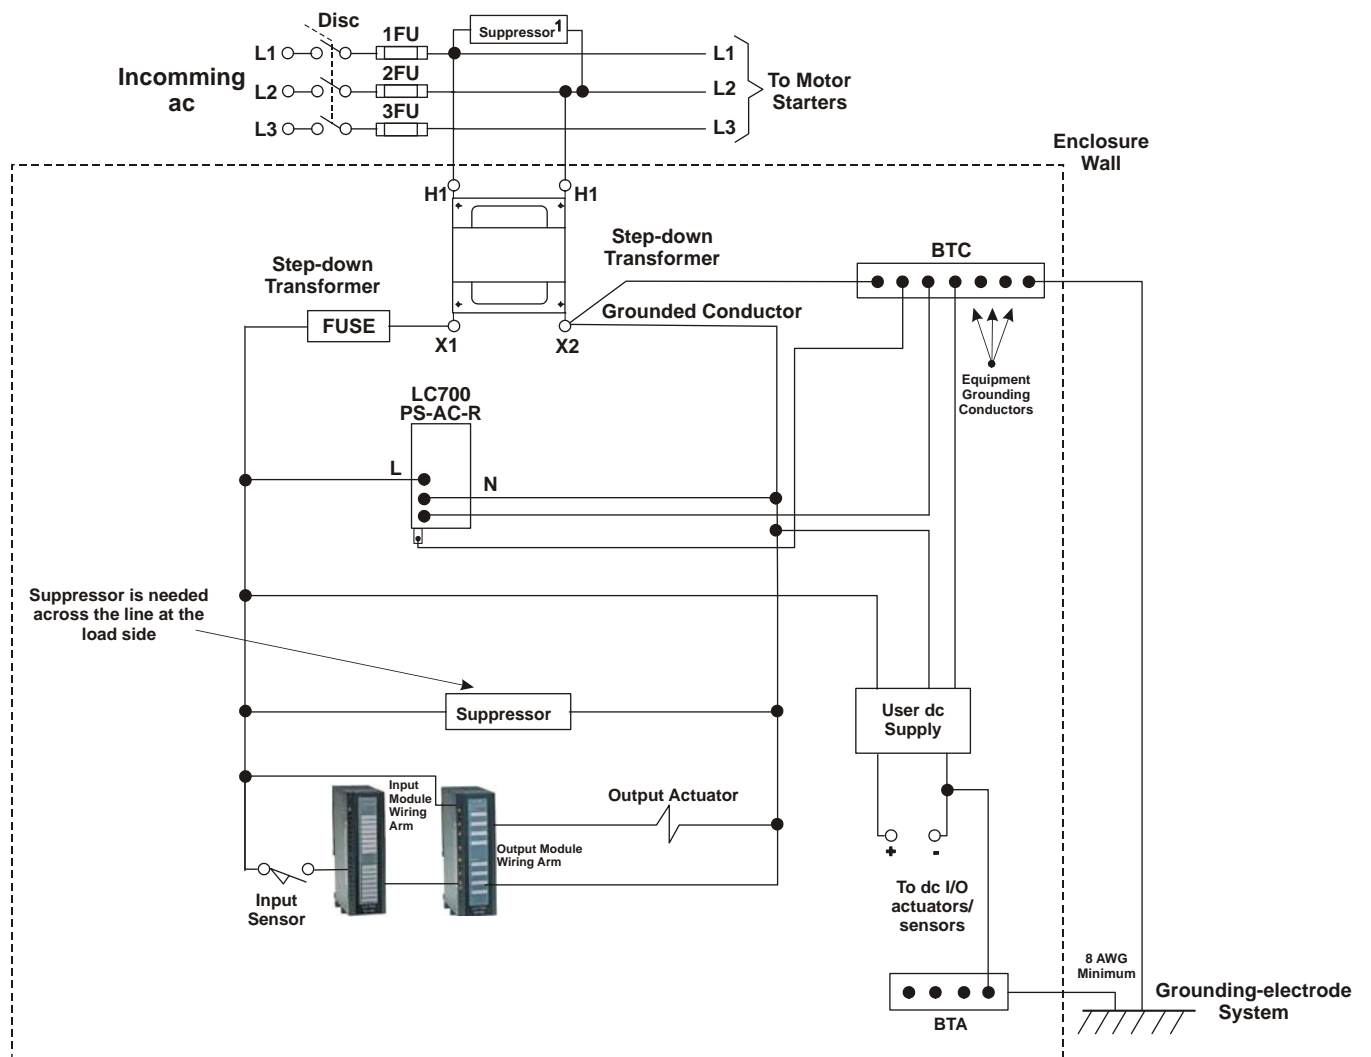 Disc
Suppressor1
1FU
L1
L1
Incomming
ac
2FU
L2
L2
To Motor
Starters
3FU
L3
L3
Enclosure
Wall
H1
H1
Step-down
Transformer
Step-down
Transformer
BTC
FUSE
Grounded Conductor
X1
X2
Equipment
Grounding
Conductors
LC700
PS-AC-R
L
N
Suppressor is needed
across the line at the
load side
Suppressor
User dc
Supply
Input
Module
Wiring
Arm
Output Actuator
Output Module
Wiring Arm
+
-
Input
Sensor
To dc I/O
actuators/
sensors
8 AWG
Minimum
Grounding-electrode
System
BTA